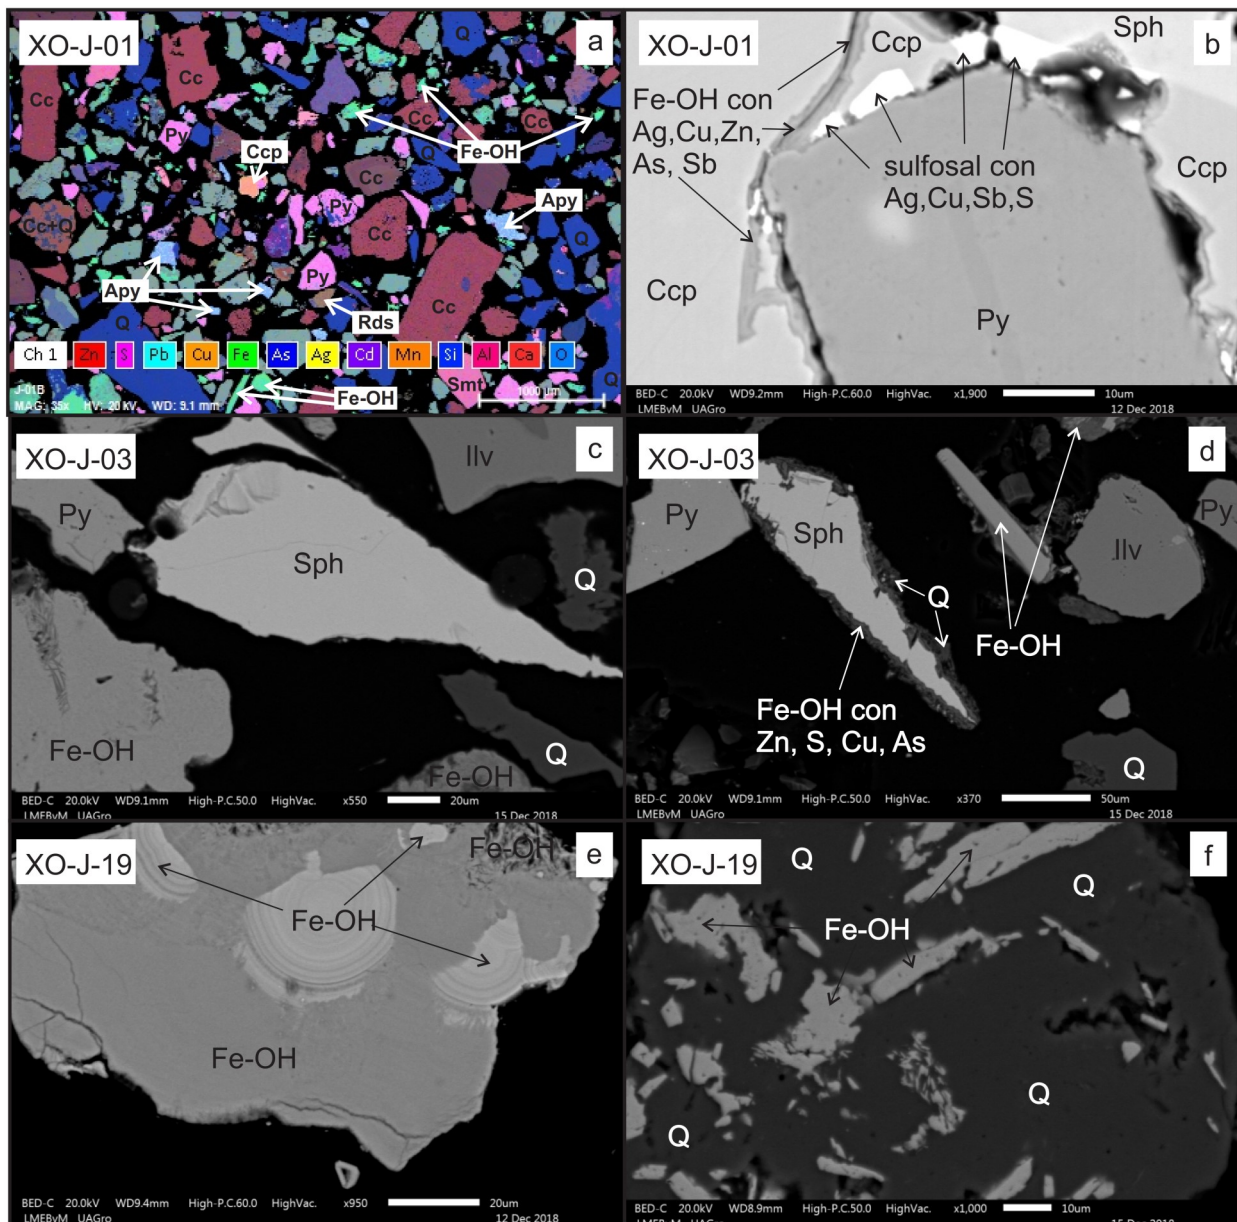 XO-J-01
a
Q
Cc
Cc
Cc
Cc
Py
Q
Fe-OH
Ccp
Cc
Apy
Py
Cc+Q
Cc
Q
Py
Apy
Cc
Rds
Q
Ch 1 Zn S Pb Cu Fe As Ag Cd Mn Si Al Ca O
Smt
Q
J-01B
1000 µm
MAG: 35x HV: 20 kV WD: 9.1 mm
Fe-OH
XO-J-01
b
Ccp
Sph
Fe-OH con
Ag,Cu,Zn,
As, Sb
sulfosal con
Ag,Cu,Sb,S
Ccp
Ccp
Py
BED-C 20.0kV WD9.2mm High-P.C.60.0 HighVac. x1,900 10um
LMEBvM UAGro 12 Dec 2018
XO-J-03
c
Ilv
Py
Sph
Q
Fe-OH
Q
Fe-OH
BED-C 20.0kV WD9.1mm High-P.C.50.0 HighVac. x550 20um
LMEBvM UAGro 15 Dec 2018
XO-J-03
d
Py
Py
Sph
Ilv
Q
Fe-OH
Fe-OH con
Zn, S, Cu, As
Q
BED-C 20.0kV WD9.1mm High-P.C.50.0 HighVac. x370 50um
LMEBvM UAGro 15 Dec 2018
XO-J-19
e
Fe-OH
Fe-OH
Fe-OH
BED-C 20.0kV WD9.4mm High-P.C.60.0 HighVac. x950 20um
LMEBvM UAGro 12 Dec 2018
XO-J-19
f
Q
Q
Fe-OH
Q
Q
BED-C 20.0kV WD8.9mm High-P.C.50.0 HighVac. x1,000 10um
LMEBvM UAGro 15 Dec 2018